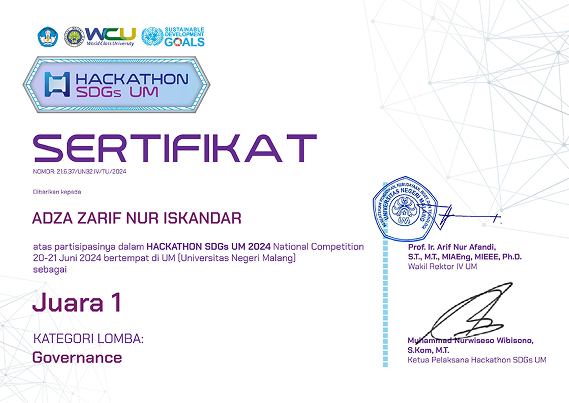 WCU
World Class University
SUSTAINABLE
DEVELOPMENT
GOALS
HACKATHON
SDGs UM
SERTIFIKAT
NOMOR: 21.6.37/UN32.IV/TU/2024
Diberikan kepada
ADZA ZARIF NUR ISKANDAR
atas partisipasinya dalam HACKATHON SDGs UM 2024 National Competition
20-21 Juni 2024 bertempat di UM (Universitas Negeri Malang)
sebagai
Juara 1
KATEGORI LOMBA:
Governance
UNIVERSITAS NEGERI MALANG
Prof. Ir. Arif Nur Afandi,
S.T., M.T., MIAEng, MIEEE, Ph.D.
Wakil Rektor IV UM
Muhammad Nurwiseso Wibisono,
S.Kom, M.T.
Ketua Pelaksana Hackathon SDGs UM